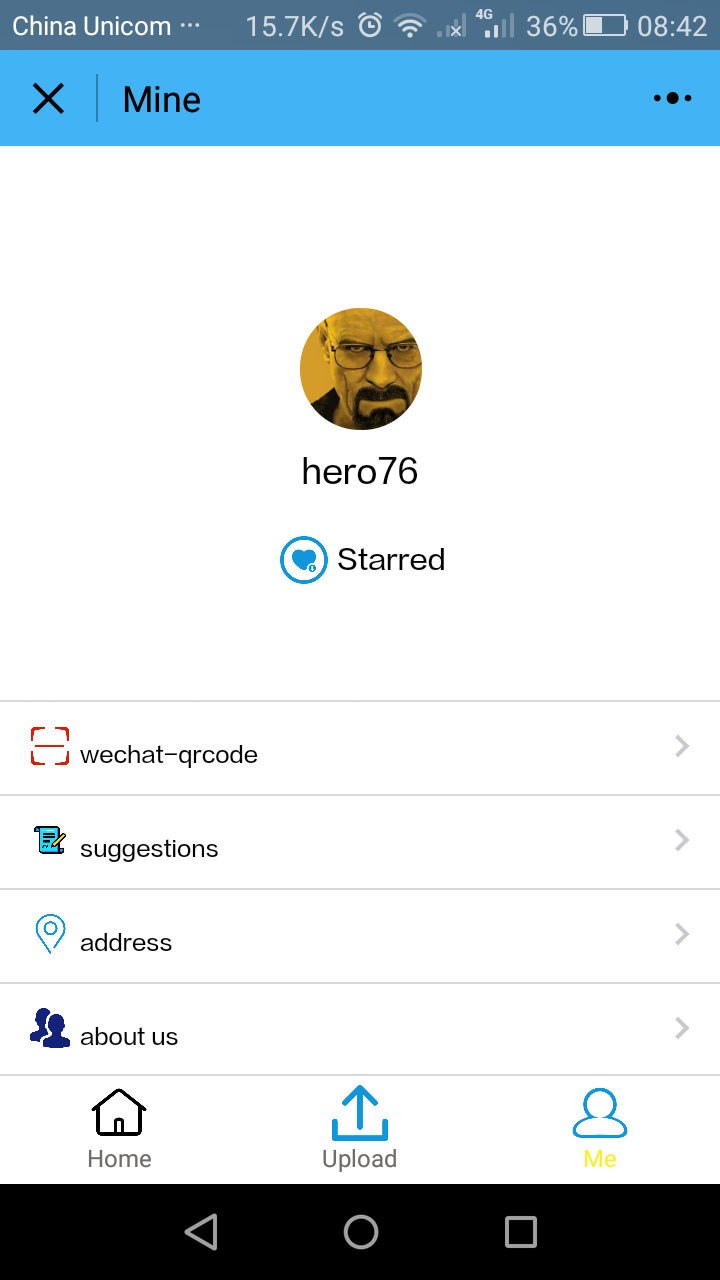 China Unicom ··· 15.7K/s 4G 36% 08:42
Mine
hero76
Starred
wechat-qrcode
suggestions
address
about us
Home Upload Me